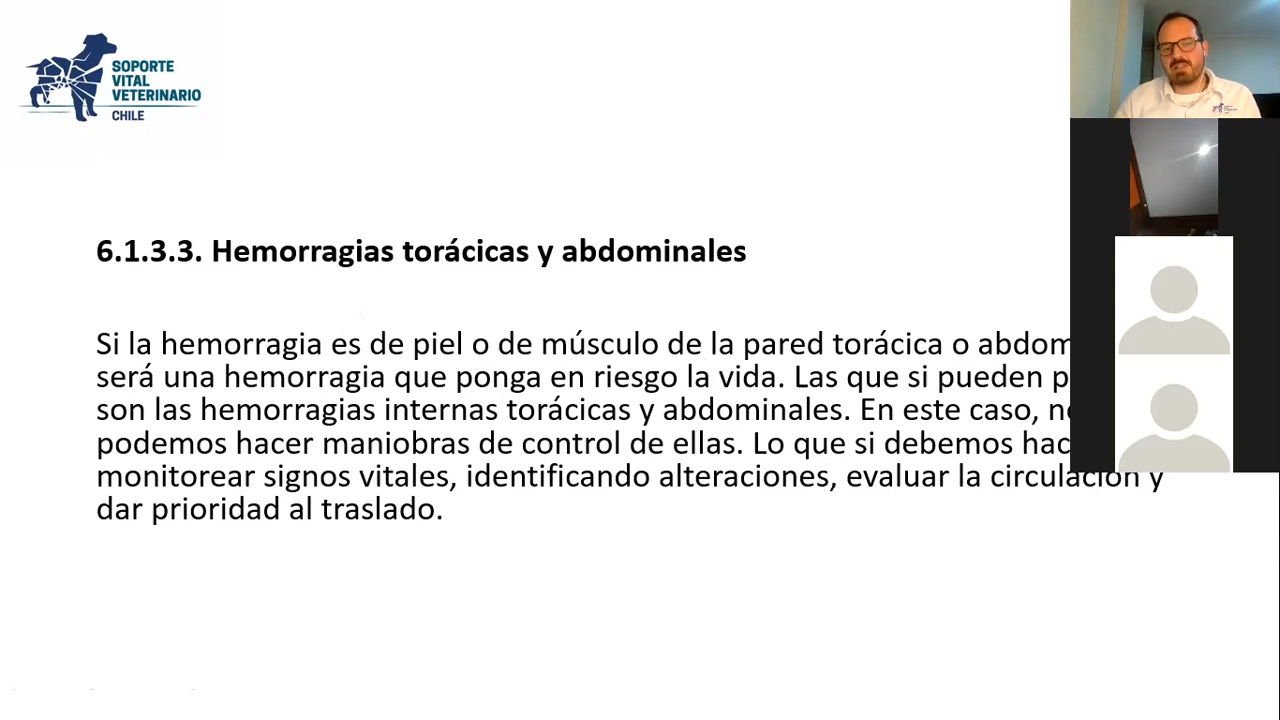 SOPORTE
VITAL
VETERINARIO
CHILE
6.1.3.3. Hemorragias torácicas y abdominales
Si la hemorragia es de piel o de músculo de la pared torácica o
será una hemorragia que ponga en riesgo la vida. Las que si pueden
son las hemorragias internas torácicas y abdominales. En este caso,
podemos hacer maniobras de control de ellas. Lo que si debemos
monitorear signos vitales, identificando alteraciones, evaluar la circulación y
dar prioridad al traslado.